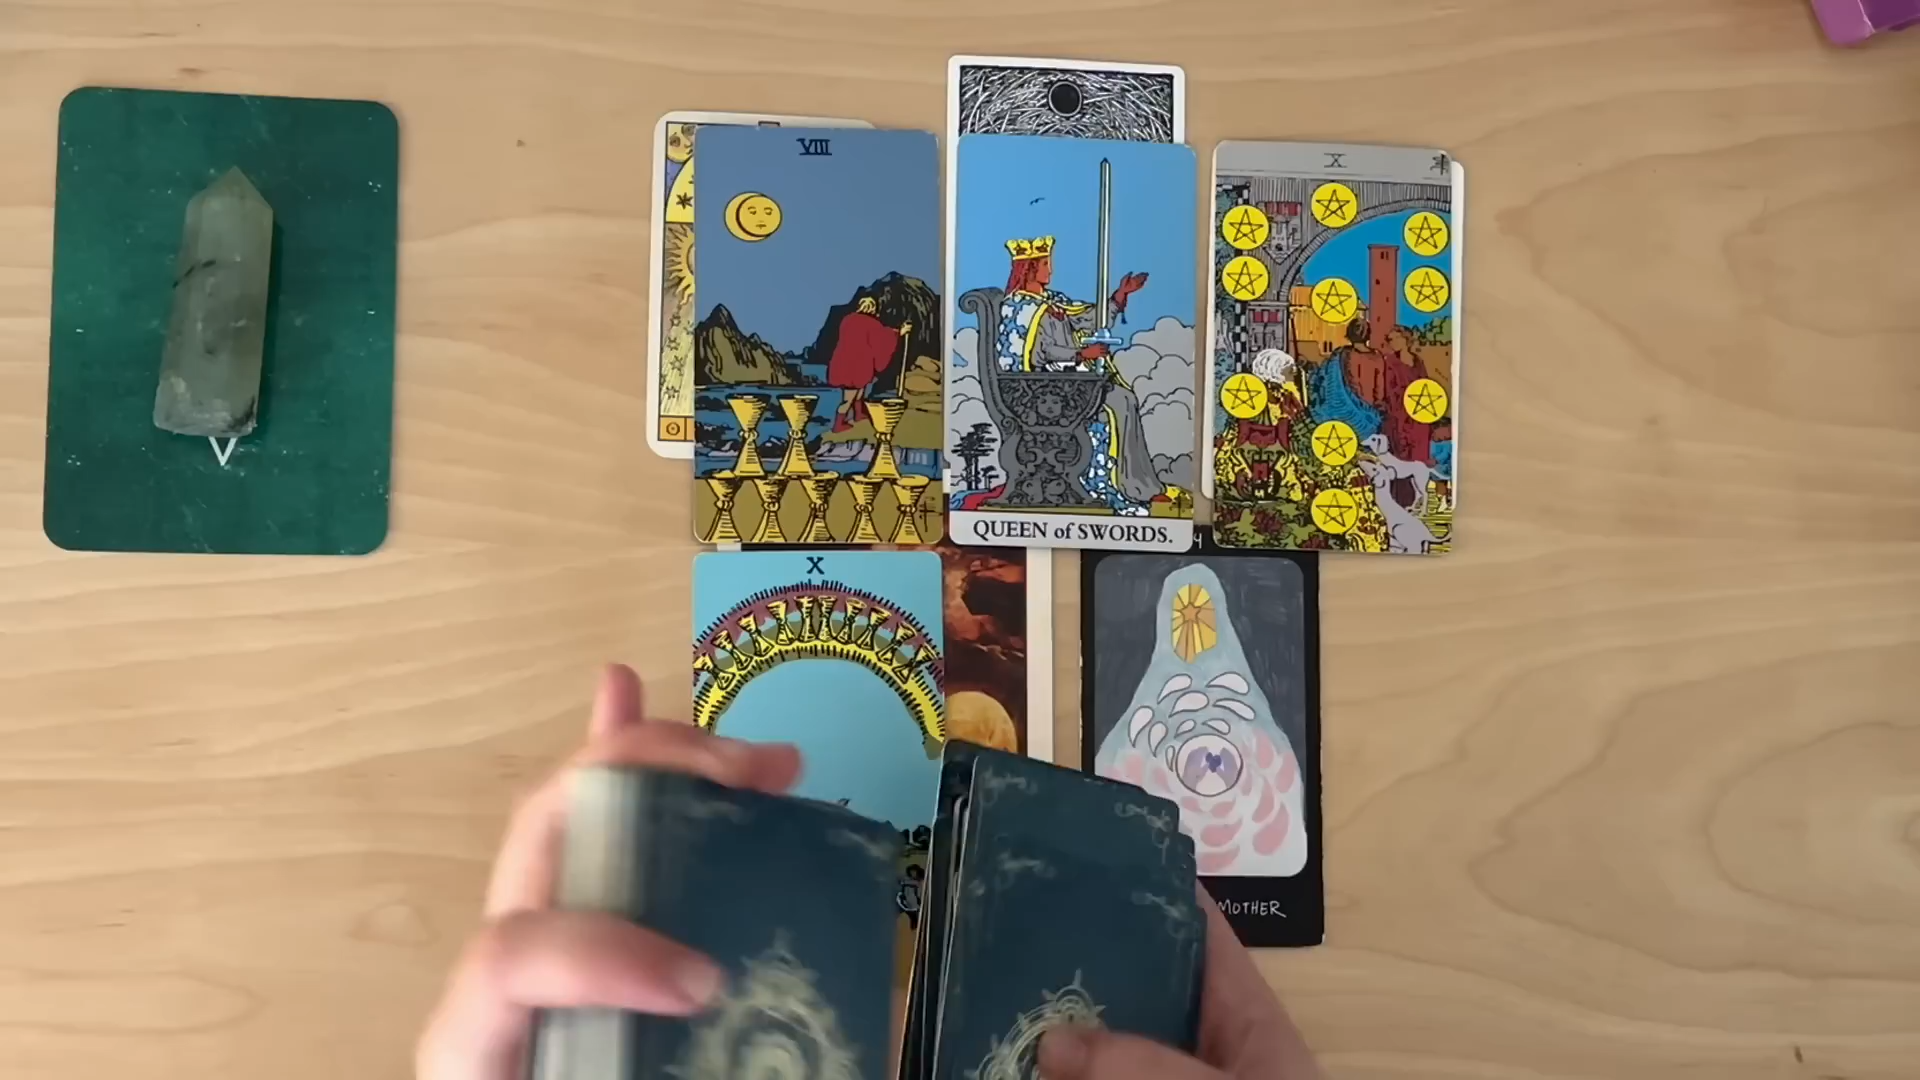 VIII
X
QUEEN of SWORDS.
V
X
MOTHER